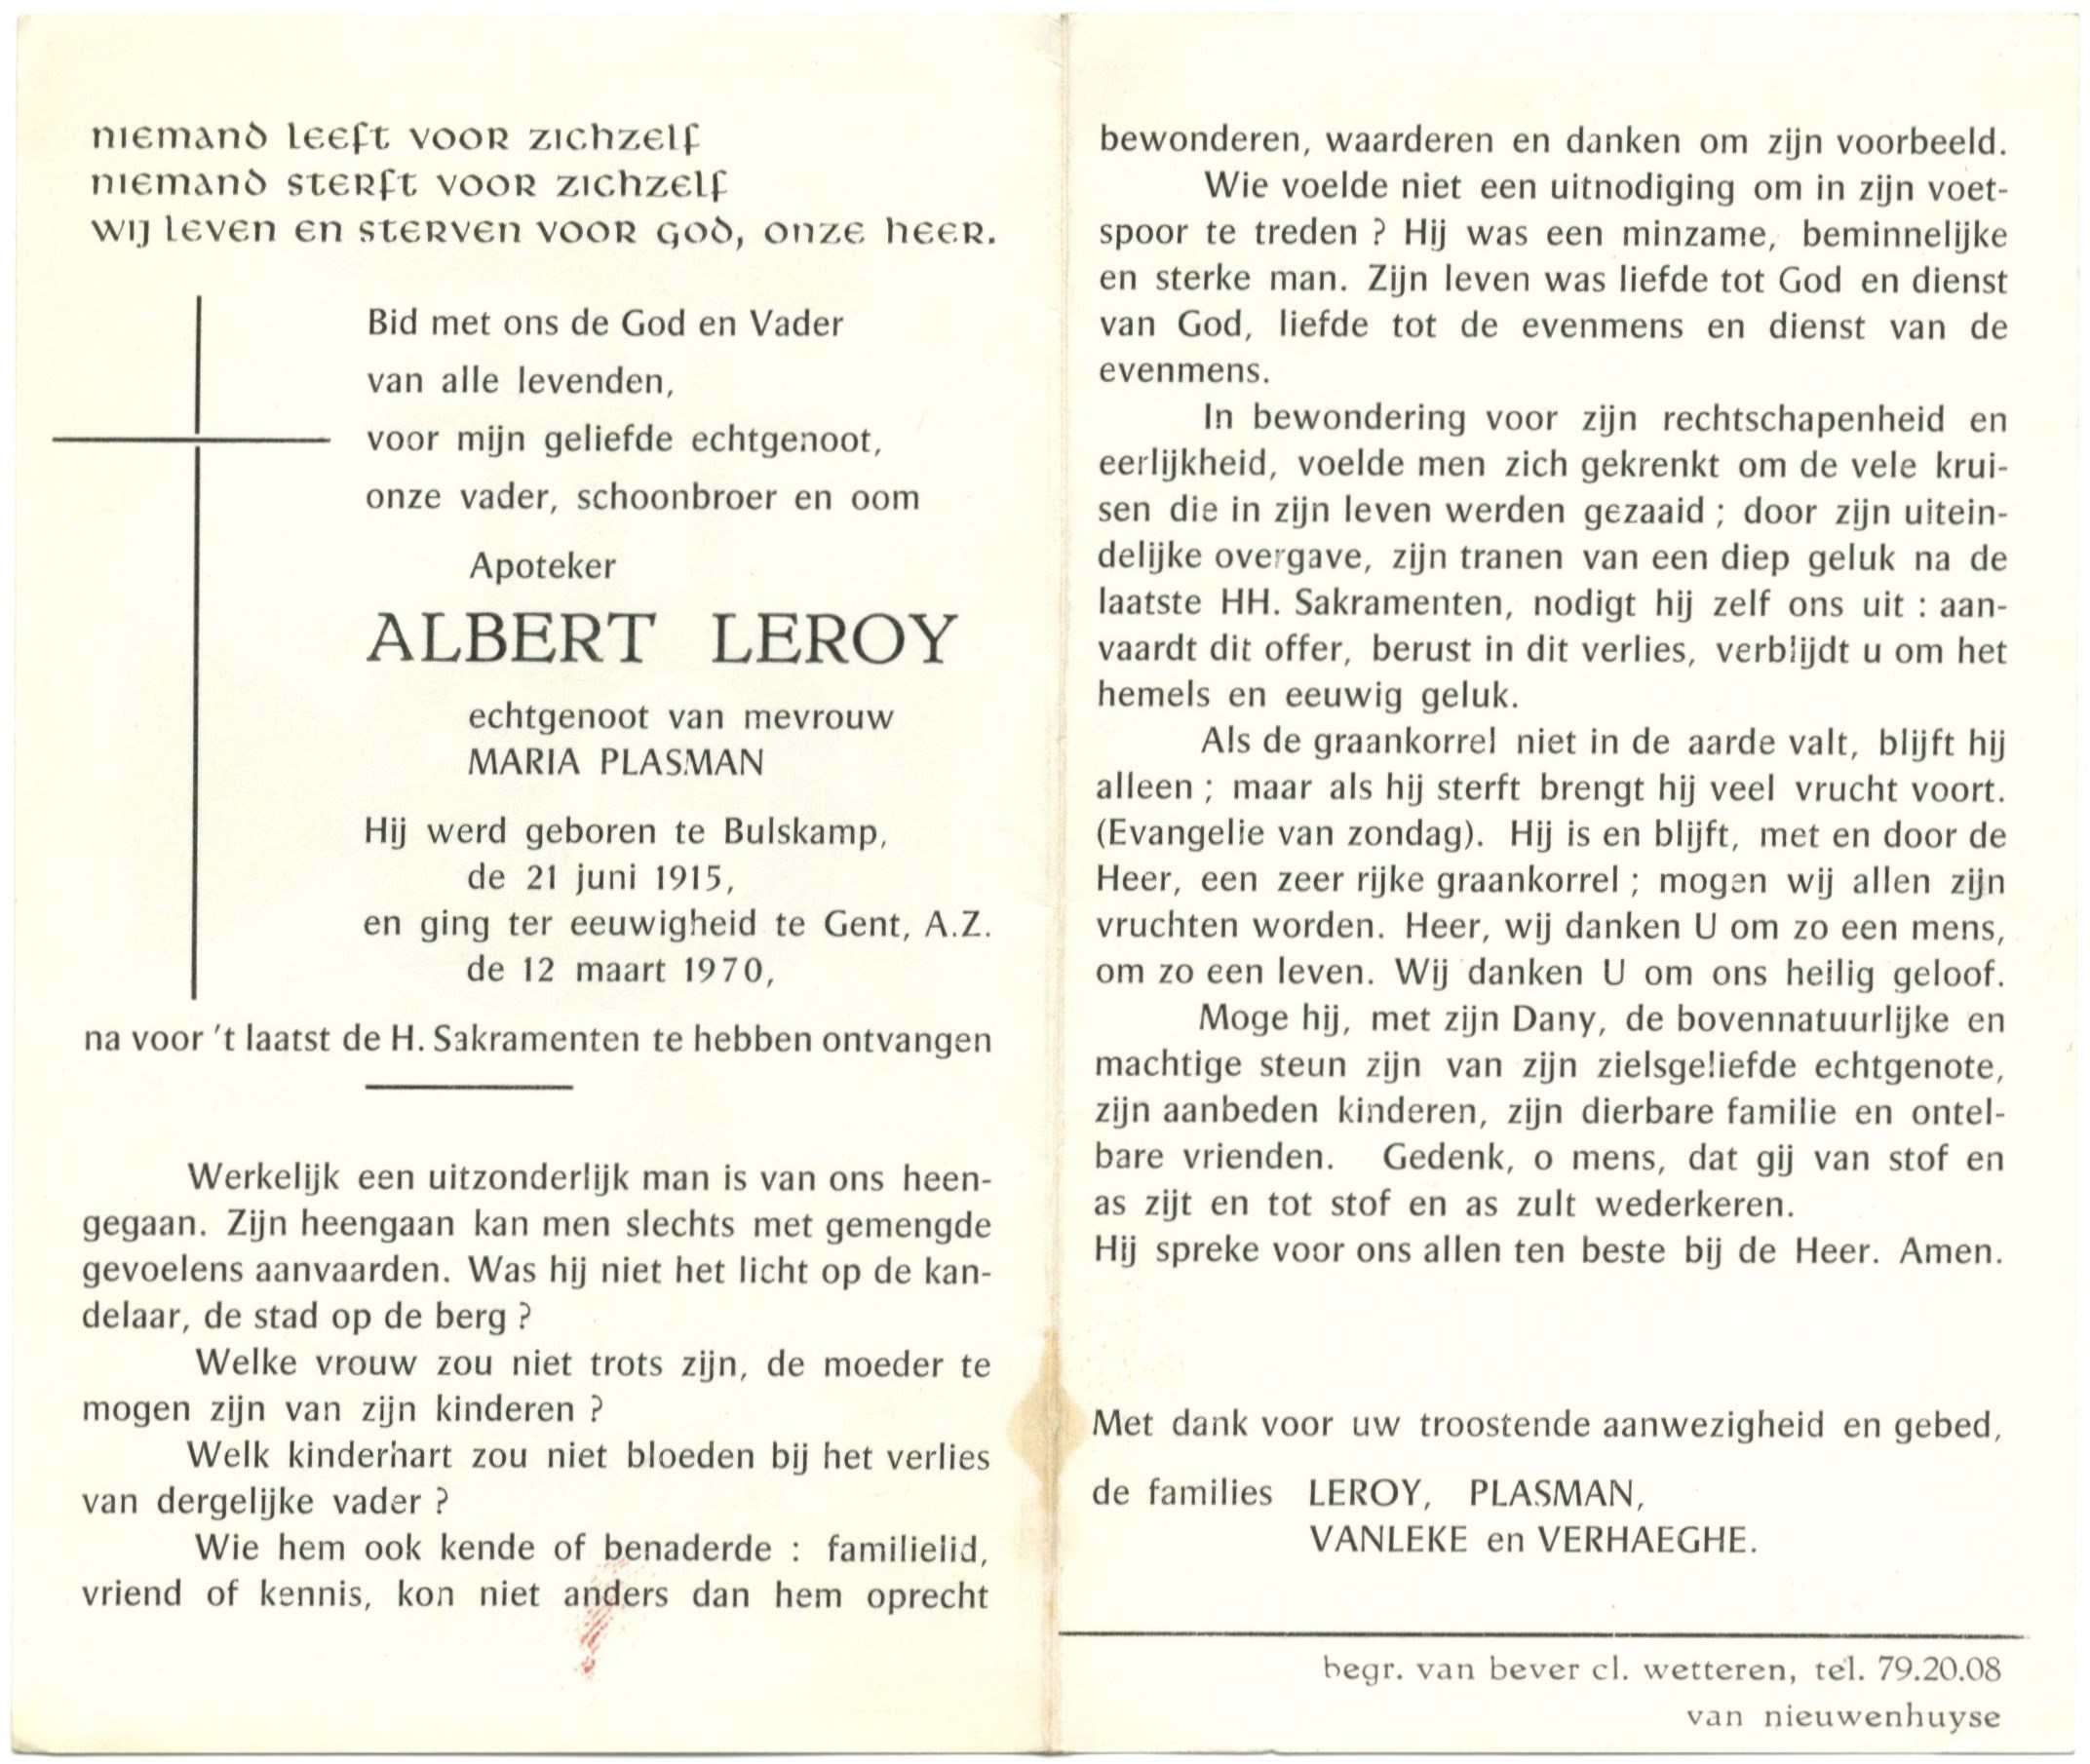 niemand leeft voor zichzelf
niemand sterft voor zichzelf
wij leven en sterven voor god, onze heer.
Bid met ons de God en Vader
van alle levenden,
voor mijn geliefde echtgenoot,
onze vader, schoonbroer en oom
Apoteker
ALBERT LEROY
echtgenoot van mevrouw
MARIA PLASMAN
Hij werd geboren te Bulskamp,
de 21 juni 1915,
en ging ter eeuwigheid te Gent, A.Z.
de 12 maart 1970,
na voor 't laatst de H. Sakramenten te hebben ontvangen
Werkelijk een uitzonderlijk man is van ons heen-
gegaan. Zijn heengaan kan men slechts met gemengde
gevoelens aanvaarden. Was hij niet het licht op de kan-
delaar, de stad op de berg ?
Welke vrouw zou niet trots zijn, de moeder te
mogen zijn van zijn kinderen ?
Welk kinderhart zou niet bloeden bij het verlies
van dergelijke vader ?
Wie hem ook kende of benaderde : familielid,
vriend of kennis, kon niet anders dan hem oprecht
bewonderen, waarderen en danken om zijn voorbeeld.
Wie voelde niet een uitnodiging om in zijn voet-
spoor te treden ? Hij was een minzame, beminnelijke
en sterke man. Zijn leven was liefde tot God en dienst
van God, liefde tot de evenmens en dienst van de
evenmens.
In bewondering voor zijn rechtschapenheid en
eerlijkheid, voelde men zich gekrenkt om de vele krui-
sen die in zijn leven werden gezaaid ; door zijn uitein-
delijke overgave, zijn tranen van een diep geluk na de
laatste HH. Sakramenten, nodigt hij zelf ons uit : aan-
vaardt dit offer, berust in dit verlies, verblijdt u om het
hemels en eeuwig geluk.
Als de graankorrel niet in de aarde valt, blijft hij
alleen ; maar als hij sterft brengt hij veel vrucht voort.
(Evangelie van zondag). Hij is en blijft, met en door de
Heer, een zeer rijke graankorrel ; mogen wij allen zijn
vruchten worden. Heer, wij danken U om zo een mens,
om zo een leven. Wij danken U om ons heilig geloof.
Moge hij, met zijn Dany, de bovennatuurlijke en
machtige steun zijn van zijn zielsgeliefde echtgenote,
zijn aanbeden kinderen, zijn dierbare familie en ontel-
bare vrienden. Gedenk, o mens, dat gij van stof en
as zijt en tot stof en as zult wederkeren.
Hij spreke voor ons allen ten beste bij de Heer. Amen.
Met dank voor uw troostende aanwezigheid en gebed,
de families LEROY, PLASMAN,
VANLEKE en VERHAEGHE.
begr. van bever cl. wetteren, tel. 79.20.08
van nieuwenhuyse